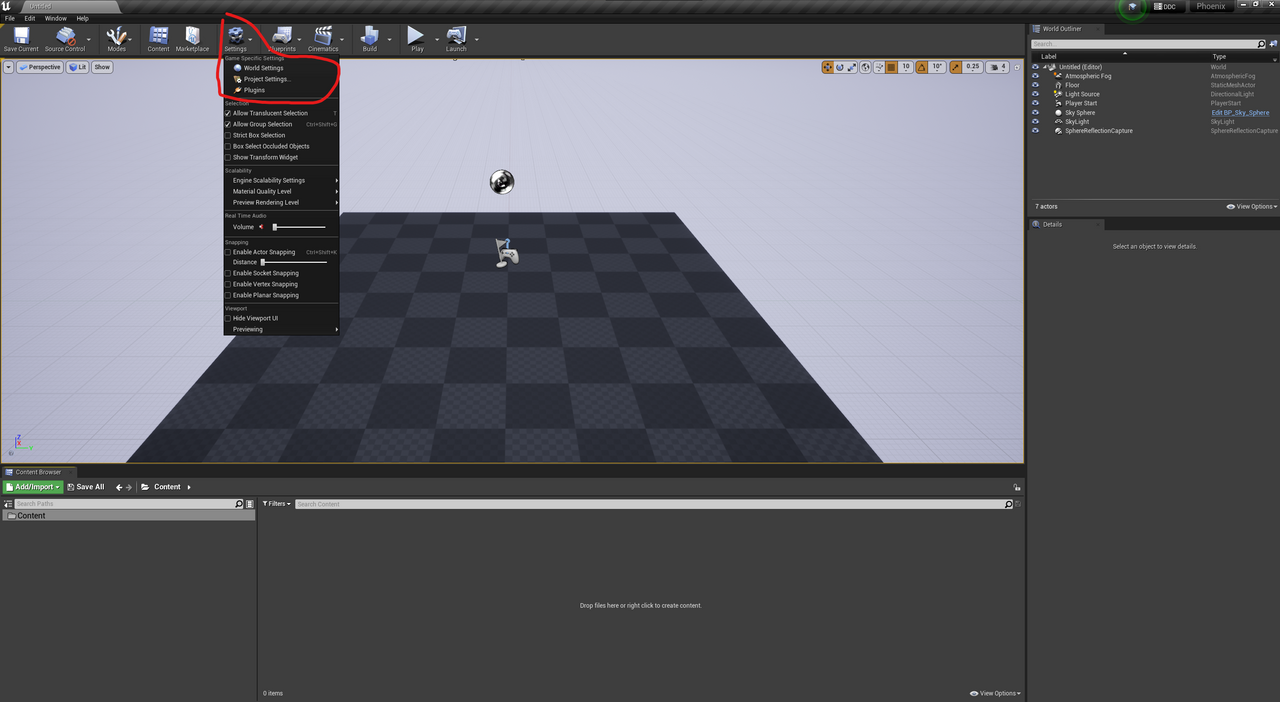 Untitled
DDC
Phoenix
File Edit Window Help
Save Current Source Control Modes Content Marketplace Settings Blueprints Cinematics Build Play Launch
Game Specific Settings
World Settings
Project Settings...
Plugins
Selection
Allow Translucent Selection T
Allow Group Selection Ctrl+Shift+G
Strict Box Selection
Box Select Occluded Objects
Show Transform Widget
Scalability
Engine Scalability Settings
Material Quality Level
Preview Rendering Level
Real Time Audio
Volume
Snapping
Enable Actor Snapping Ctrl+Shift+K
Distance
Enable Socket Snapping
Enable Vertex Snapping
Enable Planar Snapping
Viewport
Hide Viewport UI
Previewing
Perspective Lit Show
10 10° 0.25 4
Z
X
World Outliner
Search...
Label Type
Untitled (Editor) World
Atmospheric Fog AtmosphericFog
Floor StaticMeshActor
Light Source DirectionalLight
Player Start PlayerStart
Sky Sphere Edit BP_Sky_Sphere
SkyLight SkyLight
SphereReflectionCapture SphereReflectionCapture
7 actors View Options
Details
Select an object to view details
Content Browser
Add/Import Save All Content
Search Paths
Content
Filters Search Content
Drop files here or right click to create content.
0 items View Options